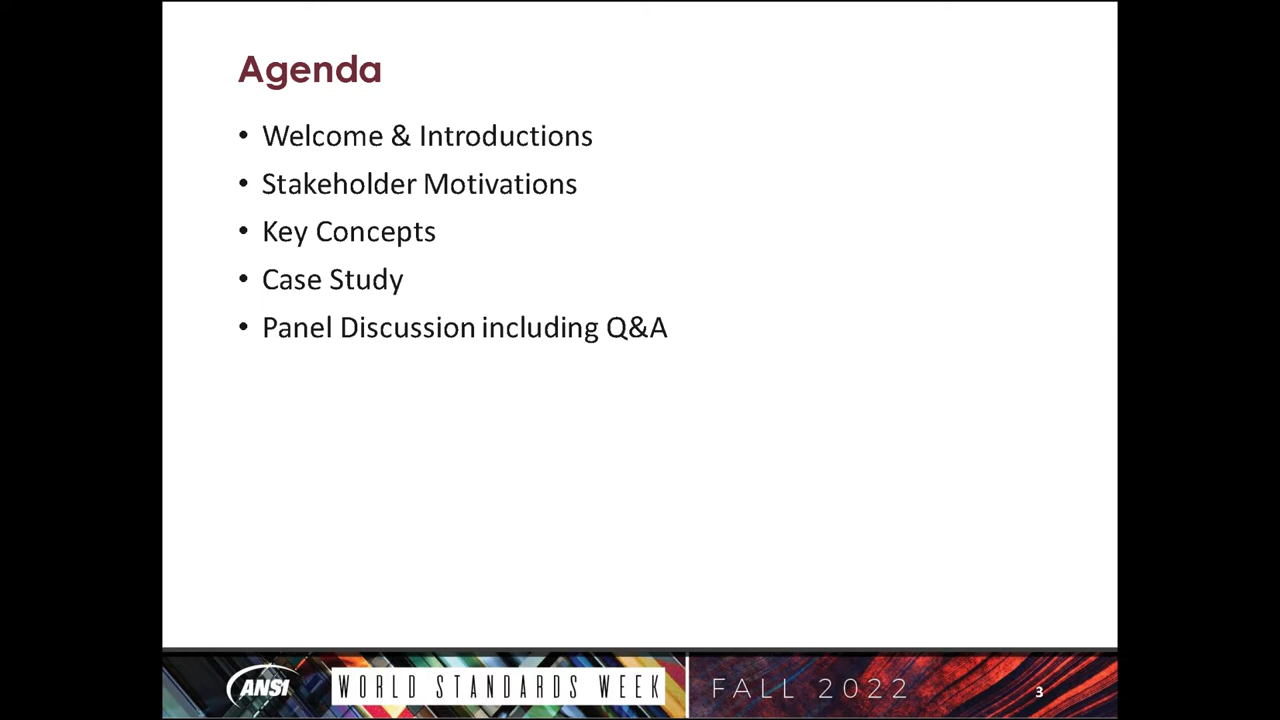 Agenda
• Welcome & Introductions
• Stakeholder Motivations
• Key Concepts
• Case Study
• Panel Discussion including Q&A
ANSI
WORLD STANDARDS WEEK
FALL 2022
3